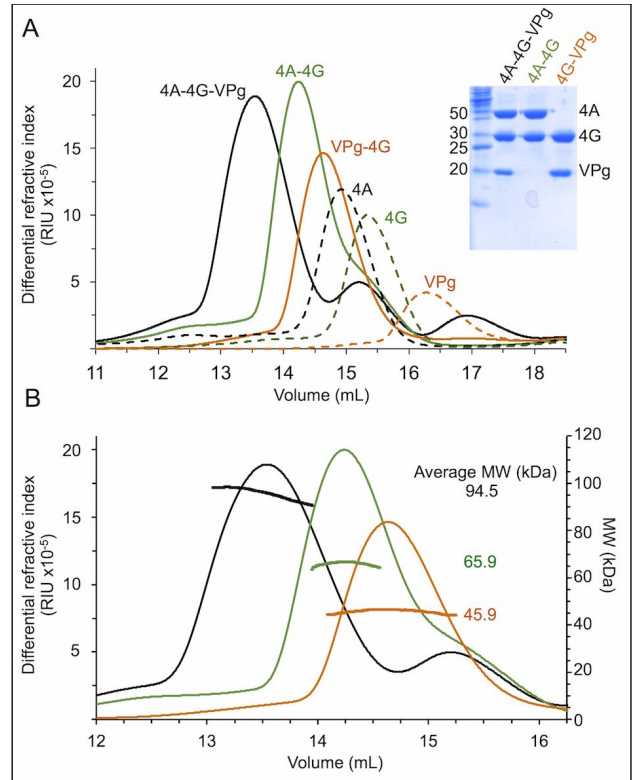 A
4A-4G-VPg
4A-4G
4G-VPg
20
15
10
5
Differential refractive index
(RIU x10-5)
4A-4G-VPg
4A-4G
VPg-4G
4A
4G
VPg
50
30
25
20
4A
4G
VPg
11 12 13 14 15 16 17 18
Volume (mL)
B
20
15
10
5
Differential refractive index
(RIU x10-5)
Average MW (kDa)
94.5
65.9
45.9
120
100
80
60
40
20
0
MW (kDa)
12 13 14 15 16
Volume (mL)